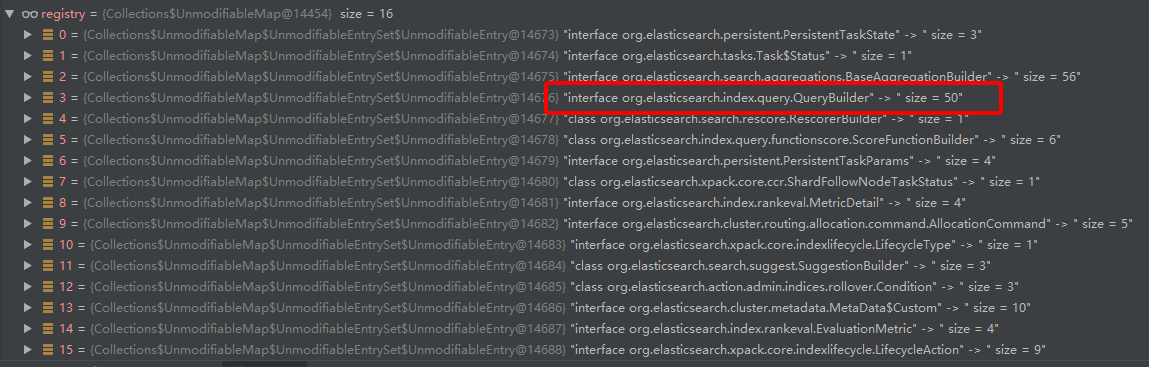 registry = {Collections$UnmodifiableMap@14454} size = 16
0 = {Collections$UnmodifiableMap$UnmodifiableEntrySet$UnmodifiableEntry@14673} "interface org.elasticsearch.persistent.PersistentTaskState" -> " size = 3"
1 = {Collections$UnmodifiableMap$UnmodifiableEntrySet$UnmodifiableEntry@14674} "interface org.elasticsearch.tasks.Task$Status" -> " size = 1"
2 = {Collections$UnmodifiableMap$UnmodifiableEntrySet$UnmodifiableEntry@14675} "interface org.elasticsearch.search.aggregations.BaseAggregationBuilder" -> " size = 56"
3 = {Collections$UnmodifiableMap$UnmodifiableEntrySet$UnmodifiableEntry@14676} "interface org.elasticsearch.index.query.QueryBuilder" -> " size = 50"
4 = {Collections$UnmodifiableMap$UnmodifiableEntrySet$UnmodifiableEntry@14677} "class org.elasticsearch.search.rescore.RescorerBuilder" -> " size = 1"
5 = {Collections$UnmodifiableMap$UnmodifiableEntrySet$UnmodifiableEntry@14678} "class org.elasticsearch.index.query.functionscore.ScoreFunctionBuilder" -> " size = 6"
6 = {Collections$UnmodifiableMap$UnmodifiableEntrySet$UnmodifiableEntry@14679} "interface org.elasticsearch.persistent.PersistentTaskParams" -> " size = 4"
7 = {Collections$UnmodifiableMap$UnmodifiableEntrySet$UnmodifiableEntry@14680} "class org.elasticsearch.xpack.core.ccr.ShardFollowNodeTaskStatus" -> " size = 1"
8 = {Collections$UnmodifiableMap$UnmodifiableEntrySet$UnmodifiableEntry@14681} "interface org.elasticsearch.index.rankeval.MetricDetail" -> " size = 4"
9 = {Collections$UnmodifiableMap$UnmodifiableEntrySet$UnmodifiableEntry@14682} "interface org.elasticsearch.cluster.routing.allocation.command.AllocationCommand" -> " size = 5"
10 = {Collections$UnmodifiableMap$UnmodifiableEntrySet$UnmodifiableEntry@14683} "interface org.elasticsearch.xpack.core.indexlifecycle.LifecycleType" -> " size = 1"
11 = {Collections$UnmodifiableMap$UnmodifiableEntrySet$UnmodifiableEntry@14684} "class org.elasticsearch.search.suggest.SuggestionBuilder" -> " size = 3"
12 = {Collections$UnmodifiableMap$UnmodifiableEntrySet$UnmodifiableEntry@14685} "class org.elasticsearch.action.admin.indices.rollover.Condition" -> " size = 3"
13 = {Collections$UnmodifiableMap$UnmodifiableEntrySet$UnmodifiableEntry@14686} "interface org.elasticsearch.cluster.metadata.MetaData$Custom" -> " size = 10"
14 = {Collections$UnmodifiableMap$UnmodifiableEntrySet$UnmodifiableEntry@14687} "interface org.elasticsearch.index.rankeval.EvaluationMetric" -> " size = 4"
15 = {Collections$UnmodifiableMap$UnmodifiableEntrySet$UnmodifiableEntry@14688} "interface org.elasticsearch.xpack.core.indexlifecycle.LifecycleAction" -> " size = 9"